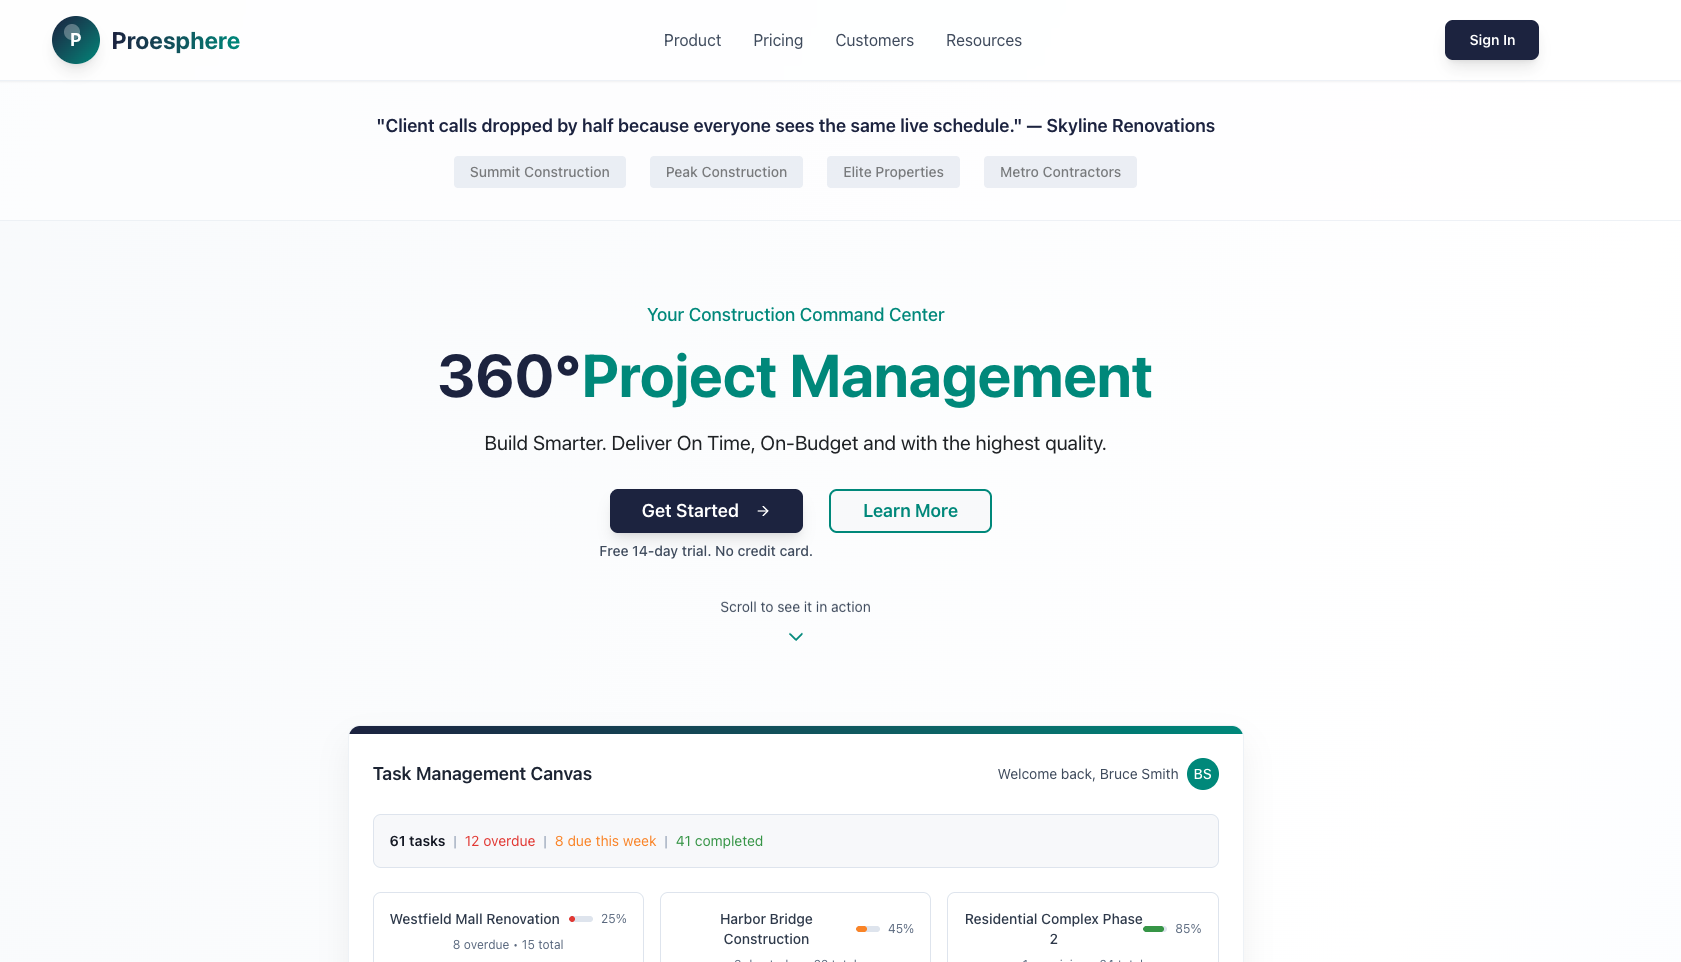 P Proesphere Product Pricing Customers Resources Sign In
"Client calls dropped by half because everyone sees the same live schedule." — Skyline Renovations
Summit Construction Peak Construction Elite Properties Metro Contractors
Your Construction Command Center
360°Project Management
Build Smarter. Deliver On Time, On-Budget and with the highest quality.
Get Started → Learn More
Free 14-day trial. No credit card.
Scroll to see it in action
Task Management Canvas Welcome back, Bruce Smith BS
61 tasks | 12 overdue | 8 due this week | 41 completed
Westfield Mall Renovation 25%
8 overdue • 15 total
Harbor Bridge
Construction 45%
Residential Complex Phase
2 85%